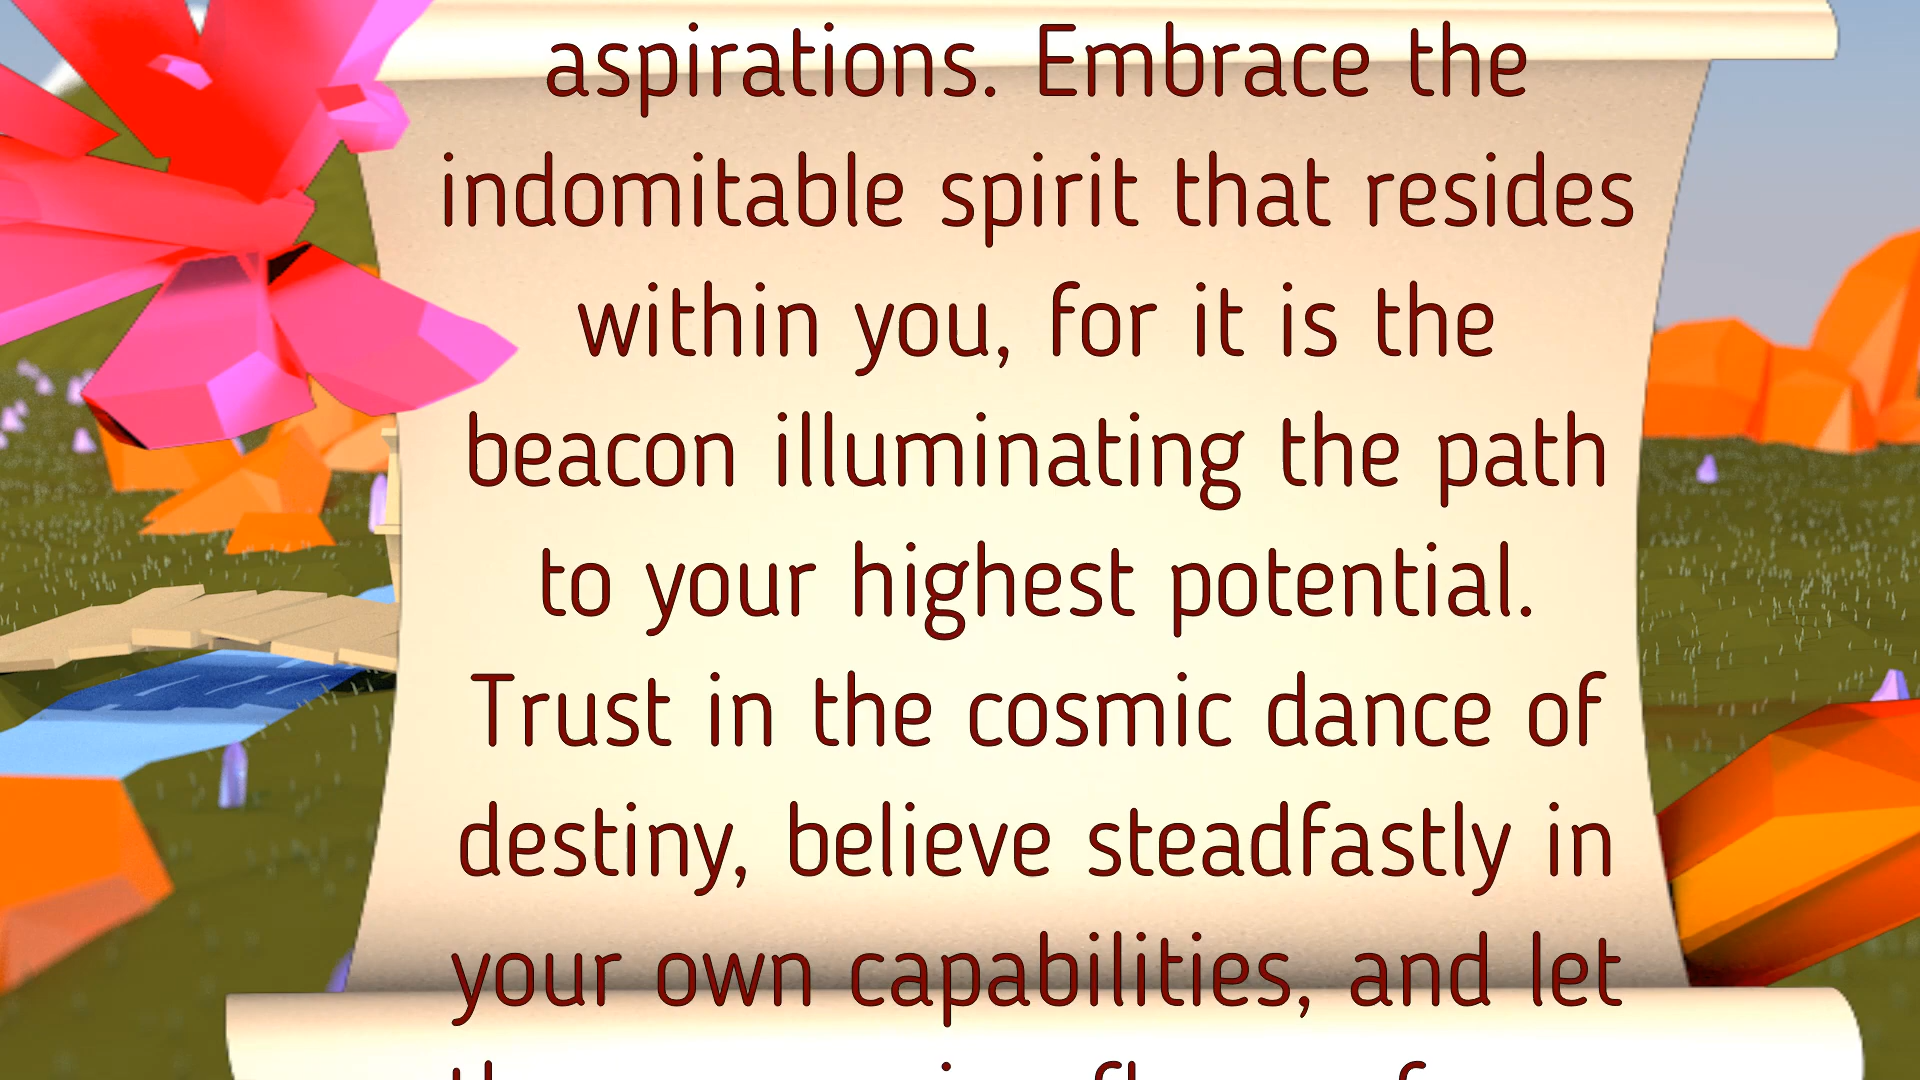 aspirations. Embrace the
indomitable spirit that resides
within you, for it is the
beacon illuminating the path
to your highest potential.
Trust in the cosmic dance of
destiny, believe steadfastly in
your own capabilities, and let